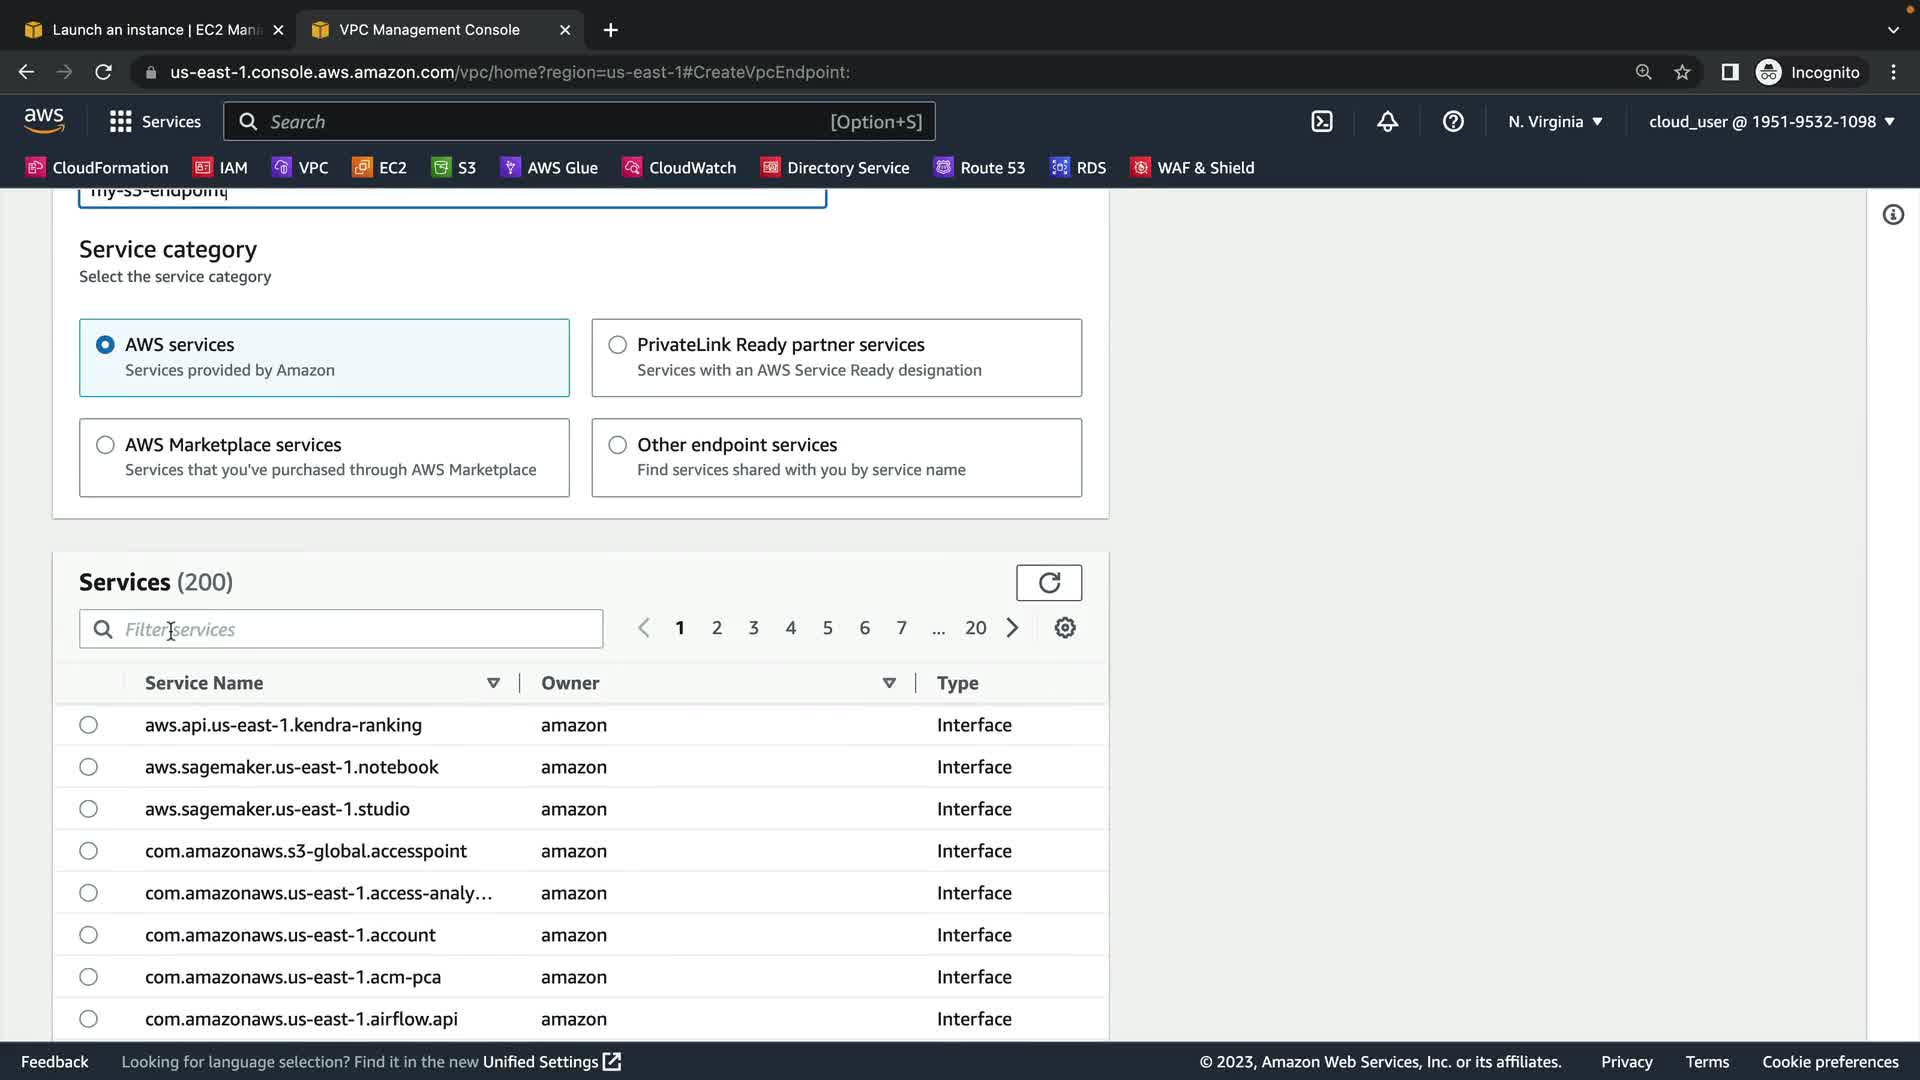 Launch an instance | EC2 Mana
VPC Management Console
us-east-1.console.aws.amazon.com/vpc/home?region=us-east-1#CreateVpcEndpoint:
Incognito
aws
Services
Search
[Option+S]
N. Virginia
cloud_user @ 1951-9532-1098
CloudFormation
IAM
VPC
EC2
S3
AWS Glue
CloudWatch
Directory Service
Route 53
RDS
WAF & Shield
my-s3-endpoint
Service category
Select the service category
AWS services
Services provided by Amazon
PrivateLink Ready partner services
Services with an AWS Service Ready designation
AWS Marketplace services
Services that you've purchased through AWS Marketplace
Other endpoint services
Find services shared with you by service name
Services (200)
Filter services
1 2 3 4 5 6 7 ... 20
Service Name
Owner
Type
aws.api.us-east-1.kendra-ranking amazon Interface
aws.sagemaker.us-east-1.notebook amazon Interface
aws.sagemaker.us-east-1.studio amazon Interface
com.amazonaws.s3-global.accesspoint amazon Interface
com.amazonaws.us-east-1.access-analy... amazon Interface
com.amazonaws.us-east-1.account amazon Interface
com.amazonaws.us-east-1.acm-pca amazon Interface
com.amazonaws.us-east-1.airflow.api amazon Interface
Feedback
Looking for language selection? Find it in the new Unified Settings
© 2023, Amazon Web Services, Inc. or its affiliates.
Privacy
Terms
Cookie preferences